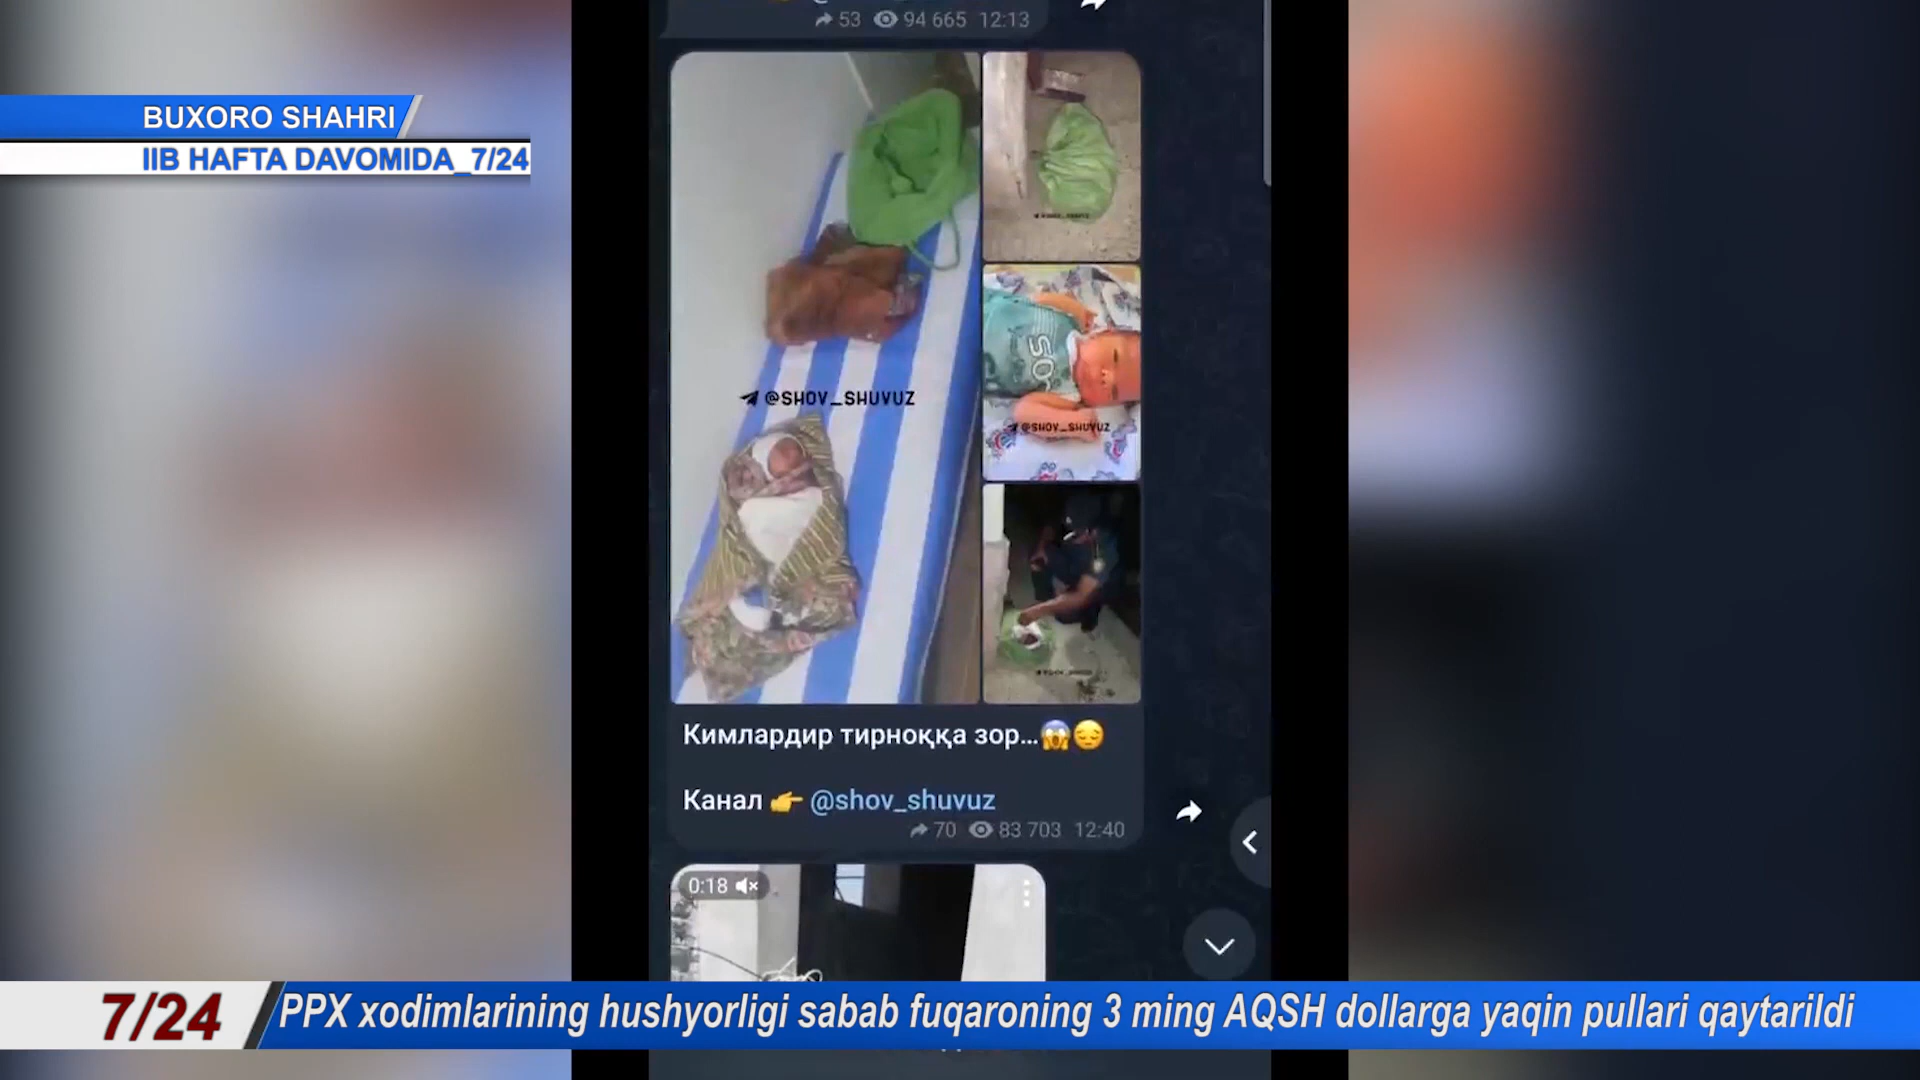 53 94 665 12:13
BUXORO SHAHRI
IIB HAFTA DAVOMIDA_7/24
@SHOV_SHUVUZ
@SHOV_SHUVUZ
SO
Кимлардир тирноққа зор...😱😔
Канал 👉 @shov_shuvuz
70 83 703 12:40
0:18
7/24 PPX xodimlarining hushyorligi sabab fuqaroning 3 ming AQSH dollarga yaqin pullari qaytarildi